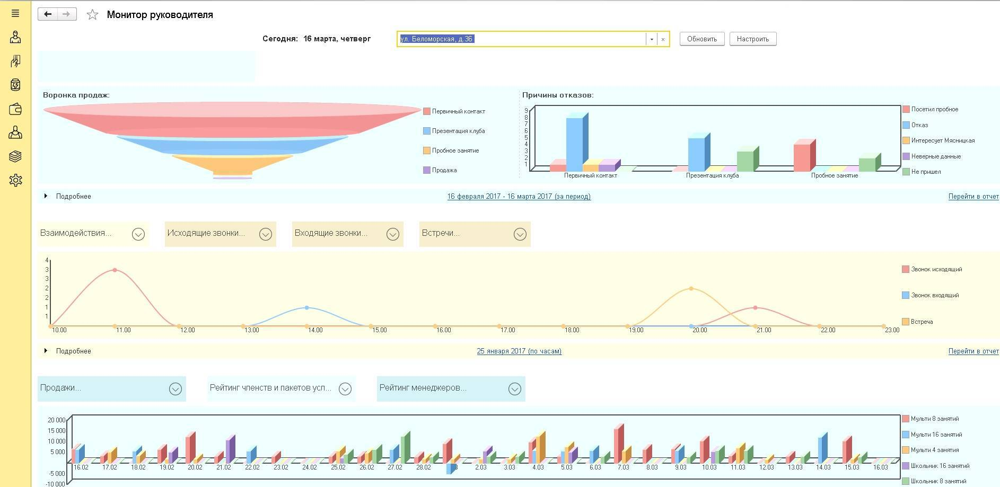 Монитор руководителя
Сегодня: 16 марта, четверг
ул. Беломорская, д.36
Обновить
Настроить
Воронка продаж:
Первичный контакт
Презентация клуба
Пробное занятие
Продажа
Причины отказов:
9
8
7
6
5
4
3
2
1
Первичный контакт
Презентация клуба
Пробное занятие
Посетил пробное
Отказ
Интересует Мясницкая
Неверные данные
Не пришел
Подробнее
16 февраля 2017 - 16 марта 2017 (за период)
Перейти в отчет
Взаимодействия...
Исходящие звонки...
Входящие звонки...
Встречи...
4
3
3
2
2
1
1
10.00 11.00 12.00 13.00 14.00 15.00 16.00 17.00 18.00 19.00 20.00 21.00 22.00 23.00
Звонок исходящий
Звонок входящий
Встреча
Подробнее
25 января 2017 (по часам)
Перейти в отчет
Продажи...
Рейтинг членств и пакетов усл...
Рейтинг менеджеров...
20 000
15 000
10 000
5 000
-5 000
-10 000
16.02 17.02 18.02 19.02 20.02 21.02 22.02 23.02 24.02 25.02 26.02 27.02 28.02 2.03 3.03 4.03 5.03 6.03 7.03 8.03 9.03 10.03 11.03 12.03 13.03 14.03 15.03 16.03
Мульти 8 занятий
Мульти 16 занятий
Мульти 4 занятия
Школьник 16 занятий
Школьник 8 занятий